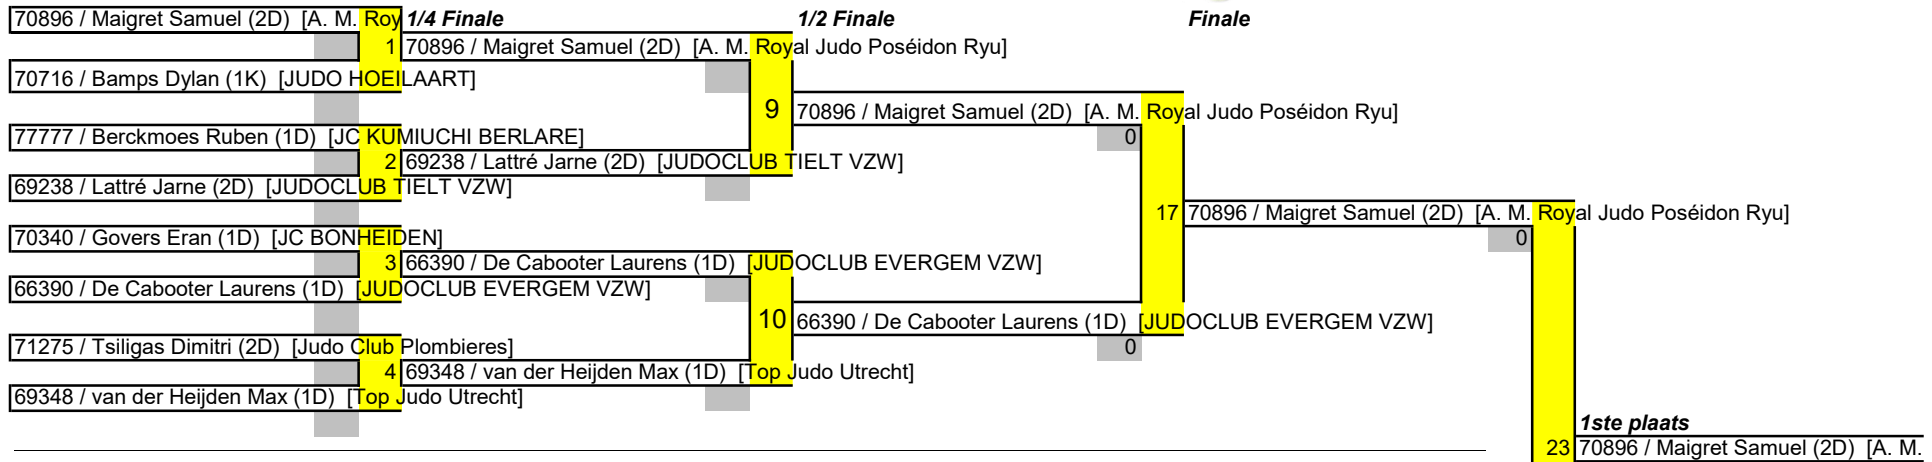 70896 / Maigret Samuel (2D) [A. M. Roy 1/4 Finale 1/2 Finale Finale
1 70896 / Maigret Samuel (2D) [A. M. Royal Judo Poséidon Ryu]
70716 / Bamps Dylan (1K) [JUDO HOEILAART]
9 70896 / Maigret Samuel (2D) [A. M. Royal Judo Poséidon Ryu]
77777 / Berckmoes Ruben (1D) [JC KUMIUCHI BERLARE] 0
2 69238 / Lattré Jarne (2D) [JUDOCLUB TIELT VZW]
69238 / Lattré Jarne (2D) [JUDOCLUB TIELT VZW]
17 70896 / Maigret Samuel (2D) [A. M. Royal Judo Poséidon Ryu]
70340 / Govers Eran (1D) [JC BONHEIDEN] 0
3 66390 / De Cabooter Laurens (1D) [JUDOCLUB EVERGEM VZW]
66390 / De Cabooter Laurens (1D) [JUDOCLUB EVERGEM VZW]
10 66390 / De Cabooter Laurens (1D) [JUDOCLUB EVERGEM VZW]
71275 / Tsiligas Dimitri (2D) [Judo Club Plombieres] 0
4 69348 / van der Heijden Max (1D) [Top Judo Utrecht]
69348 / van der Heijden Max (1D) [Top Judo Utrecht]
1ste plaats
23 70896 / Maigret Samuel (2D) [A. M.